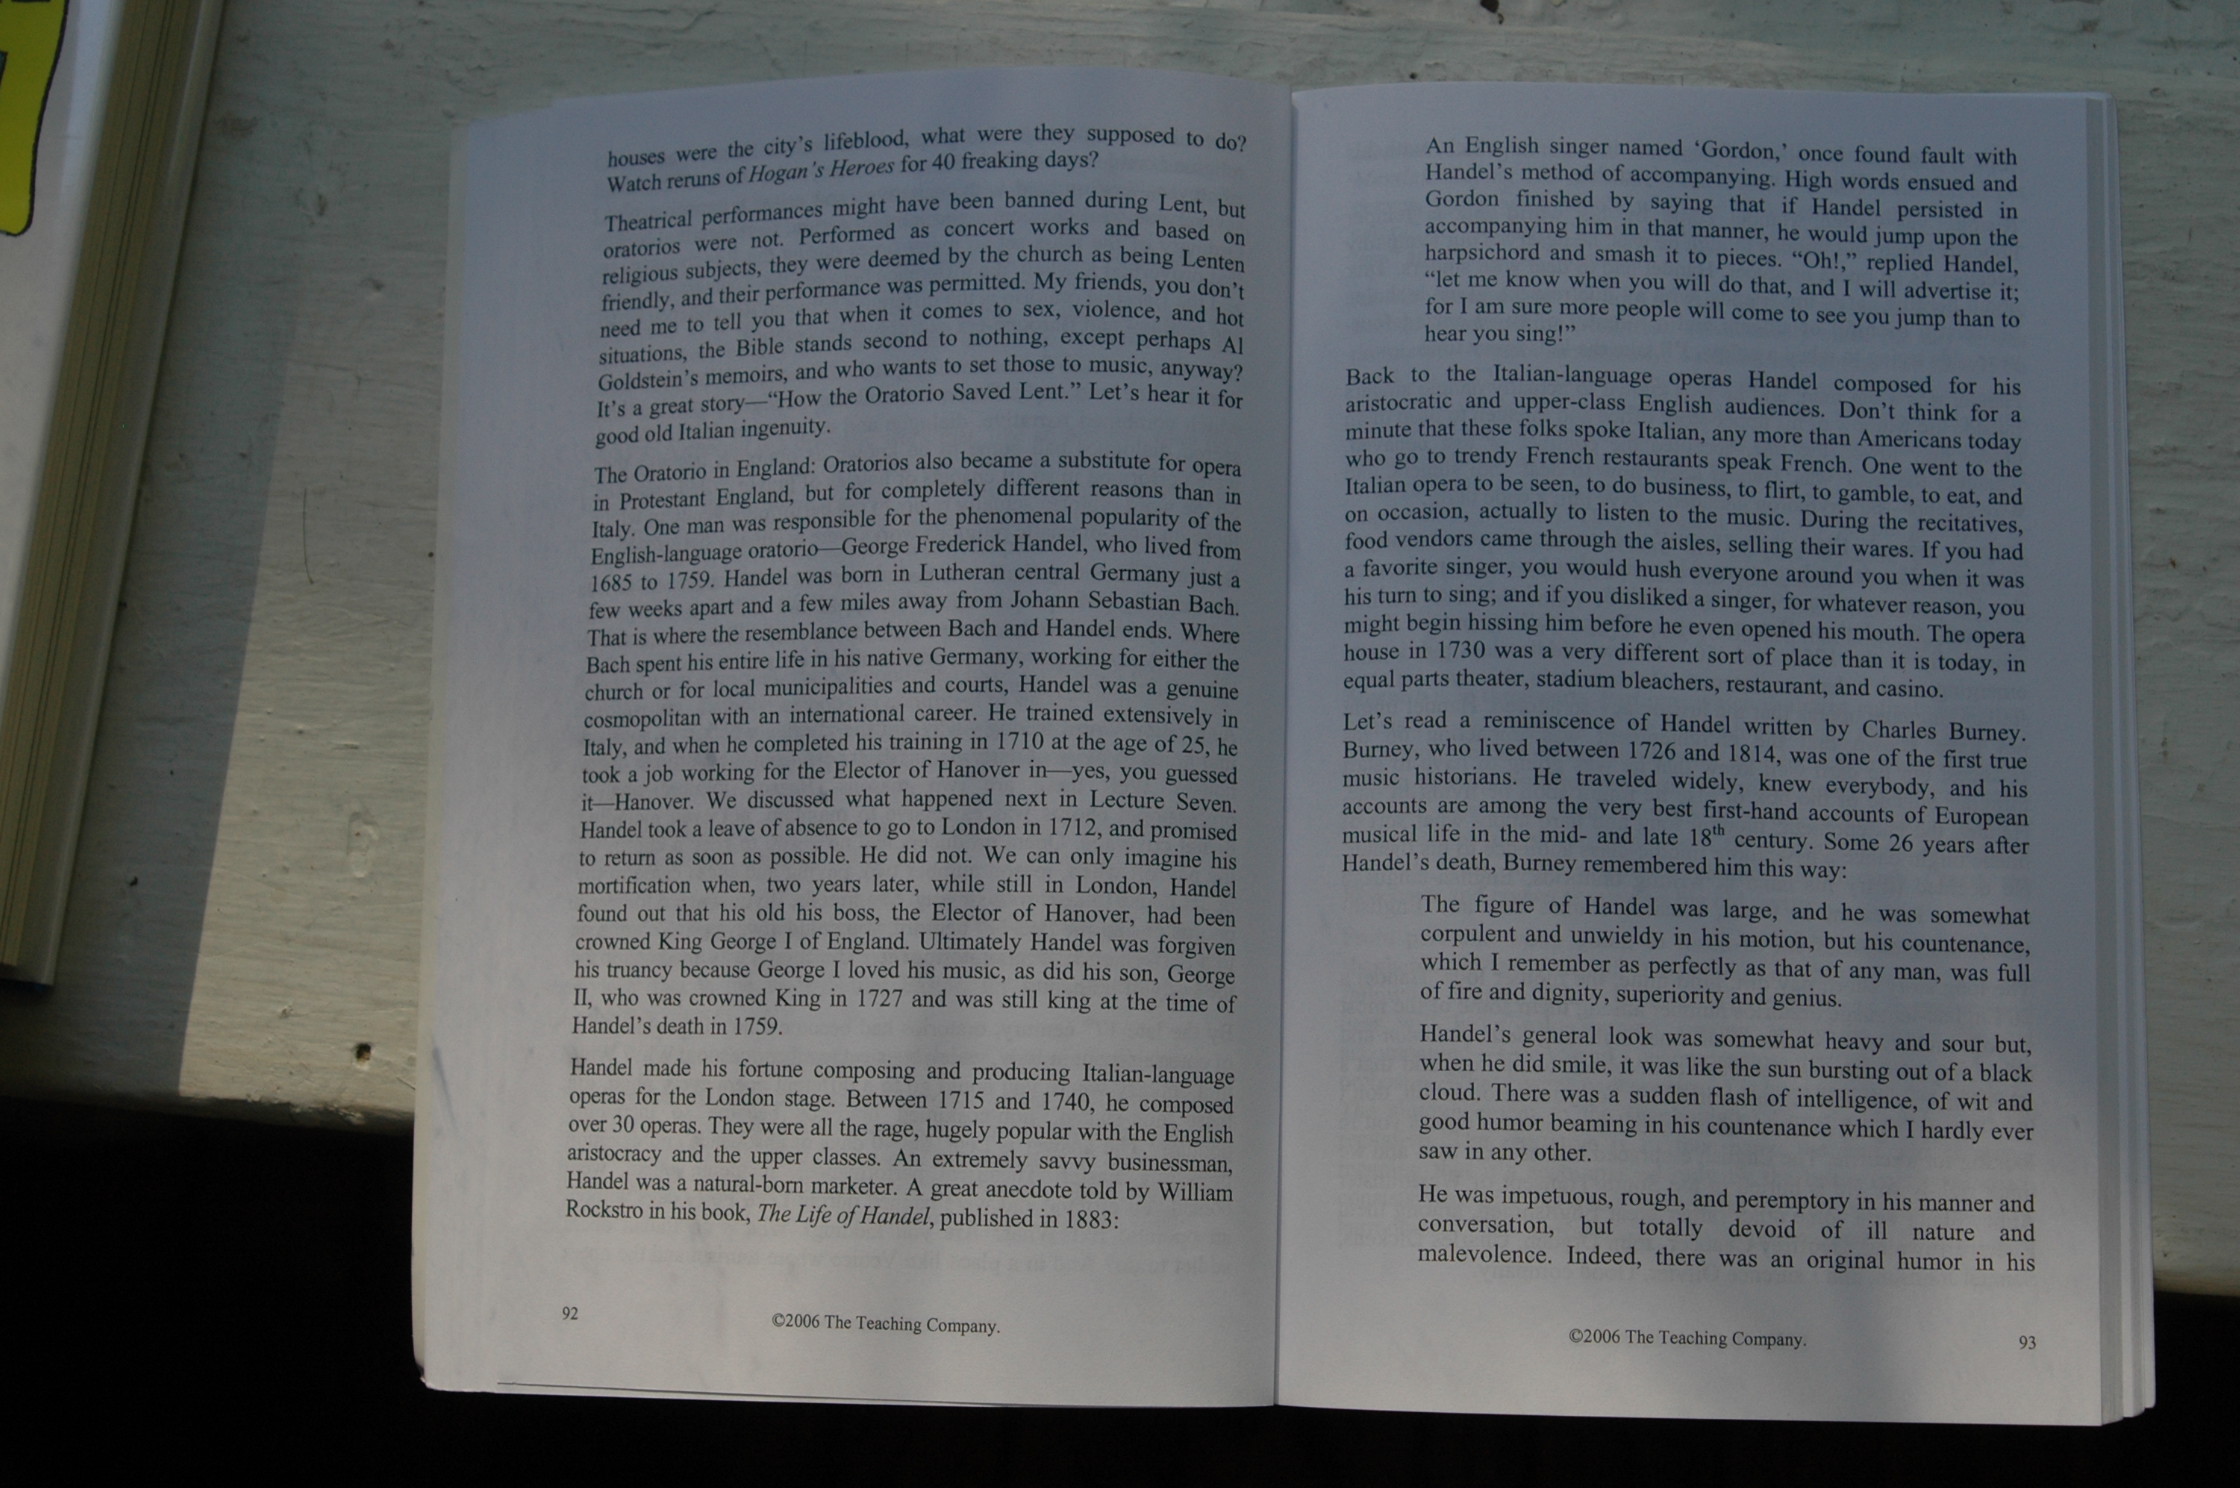 houses were the city's lifeblood, what were they supposed to do?
Watch reruns of Hogan's Heroes for 40 freaking days?
Theatrical performances might have been banned during Lent, but
oratorios were not. Performed as concert works and based on
religious subjects, they were deemed by the church as being Lenten
friendly, and their performance was permitted. My friends, you don't
need me to tell you that when it comes to sex, violence, and hot
situations, the Bible stands second to nothing, except perhaps Al
Goldstein's memoirs, and who wants to set those to music, anyway?
It's a great story—“How the Oratorio Saved Lent.” Let's hear it for
good old Italian ingenuity.
The Oratorio in England: Oratorios also became a substitute for opera
in Protestant England, but for completely different reasons than in
Italy. One man was responsible for the phenomenal popularity of the
English-language oratorio—George Frederick Handel, who lived from
1685 to 1759. Handel was born in Lutheran central Germany just a
few weeks apart and a few miles away from Johann Sebastian Bach.
That is where the resemblance between Bach and Handel ends. Where
Bach spent his entire life in his native Germany, working for either the
church or for local municipalities and courts, Handel was a genuine
cosmopolitan with an international career. He trained extensively in
Italy, and when he completed his training in 1710 at the age of 25, he
took a job working for the Elector of Hanover in—yes, you guessed
it—Hanover. We discussed what happened next in Lecture Seven.
Handel took a leave of absence to go to London in 1712, and promised
to return as soon as possible. He did not. We can only imagine his
mortification when, two years later, while still in London, Handel
found out that his old his boss, the Elector of Hanover, had been
crowned King George I of England. Ultimately Handel was forgiven
his truancy because George I loved his music, as did his son, George
II, who was crowned King in 1727 and was still king at the time of
Handel's death in 1759.
Handel made his fortune composing and producing Italian-language
operas for the London stage. Between 1715 and 1740, he composed
over 30 operas. They were all the rage, hugely popular with the English
aristocracy and the upper classes. An extremely savvy businessman,
Handel was a natural-born marketer. A great anecdote told by William
Rockstro in his book, The Life of Handel, published in 1883:
92
©2006 The Teaching Company.
An English singer named ‘Gordon,’ once found fault with
Handel's method of accompanying. High words ensued and
Gordon finished by saying that if Handel persisted in
accompanying him in that manner, he would jump upon the
harpsichord and smash it to pieces. “Oh!,” replied Handel,
“let me know when you will do that, and I will advertise it;
for I am sure more people will come to see you jump than to
hear you sing!”
Back to the Italian-language operas Handel composed for his
aristocratic and upper-class English audiences. Don't think for a
minute that these folks spoke Italian, any more than Americans today
who go to trendy French restaurants speak French. One went to the
Italian opera to be seen, to do business, to flirt, to gamble, to eat, and
on occasion, actually to listen to the music. During the recitatives,
food vendors came through the aisles, selling their wares. If you had
a favorite singer, you would hush everyone around you when it was
his turn to sing; and if you disliked a singer, for whatever reason, you
might begin hissing him before he even opened his mouth. The opera
house in 1730 was a very different sort of place than it is today, in
equal parts theater, stadium bleachers, restaurant, and casino.
Let's read a reminiscence of Handel written by Charles Burney.
Burney, who lived between 1726 and 1814, was one of the first true
music historians. He traveled widely, knew everybody, and his
accounts are among the very best first-hand accounts of European
musical life in the mid- and late 18th century. Some 26 years after
Handel's death, Burney remembered him this way:
The figure of Handel was large, and he was somewhat
corpulent and unwieldy in his motion, but his countenance,
which I remember as perfectly as that of any man, was full
of fire and dignity, superiority and genius.
Handel's general look was somewhat heavy and sour but,
when he did smile, it was like the sun bursting out of a black
cloud. There was a sudden flash of intelligence, of wit and
good humor beaming in his countenance which I hardly ever
saw in any other.
He was impetuous, rough, and peremptory in his manner and
conversation, but totally devoid of ill nature and
malevolence. Indeed, there was an original humor in his
©2006 The Teaching Company.
93